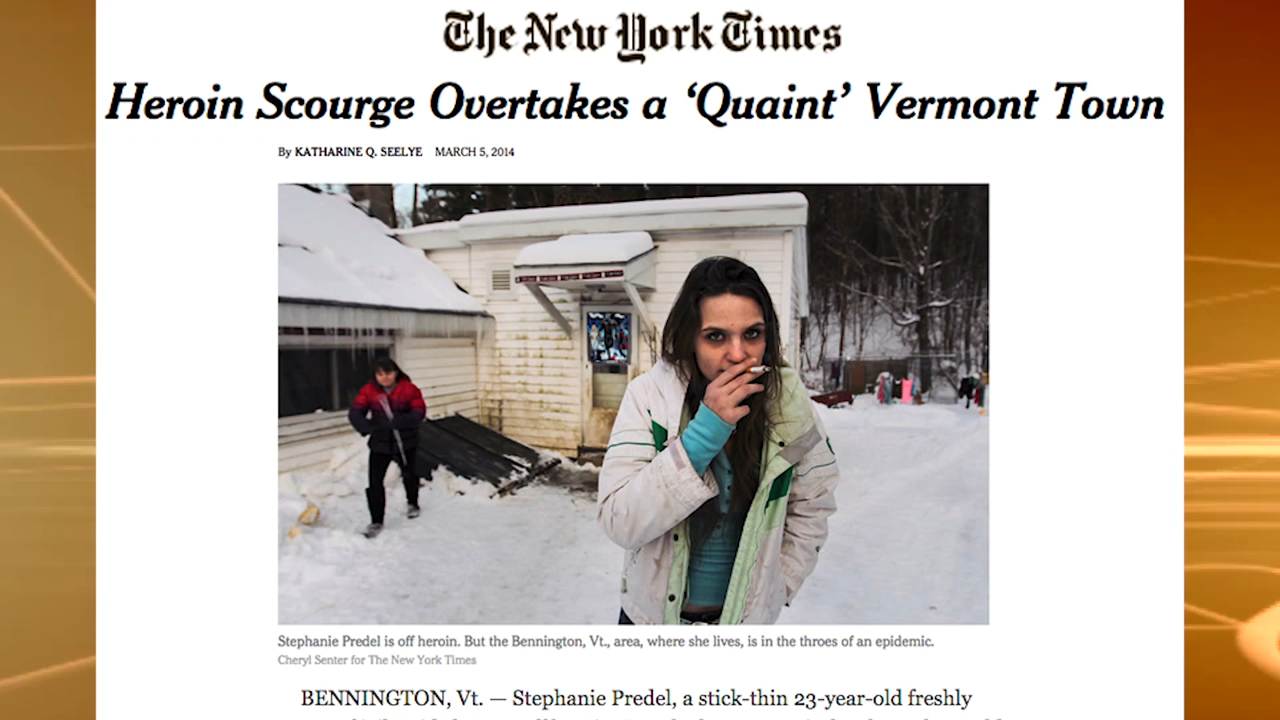 The New York Times
Heroin Scourge Overtakes a ‘Quaint’ Vermont Town
By KATHARINE Q. SEELYE MARCH 5, 2014
Stephanie Predel is off heroin. But the Bennington, Vt., area, where she lives, is in the throes of an epidemic.
Cheryl Senter for The New York Times
BENNINGTON, Vt. — Stephanie Predel, a stick-thin 23-year-old freshly